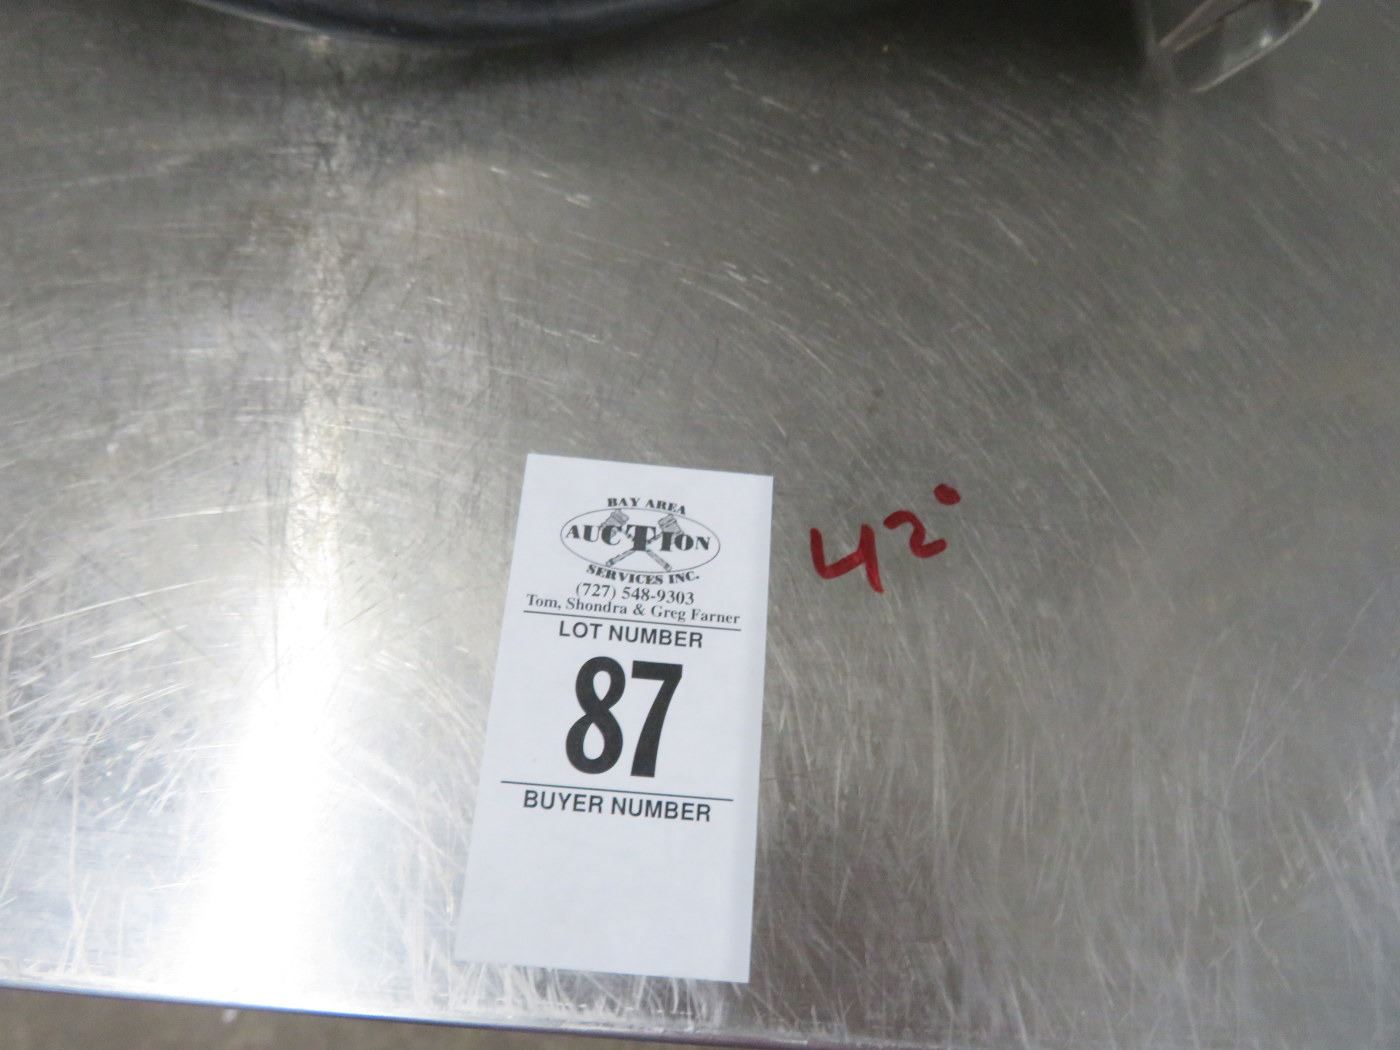 BAY AREA
AUCTION
SERVICES INC.
(727) 548-9303
Tom, Shondra & Greg Farner
LOT NUMBER
87
BUYER NUMBER
42°